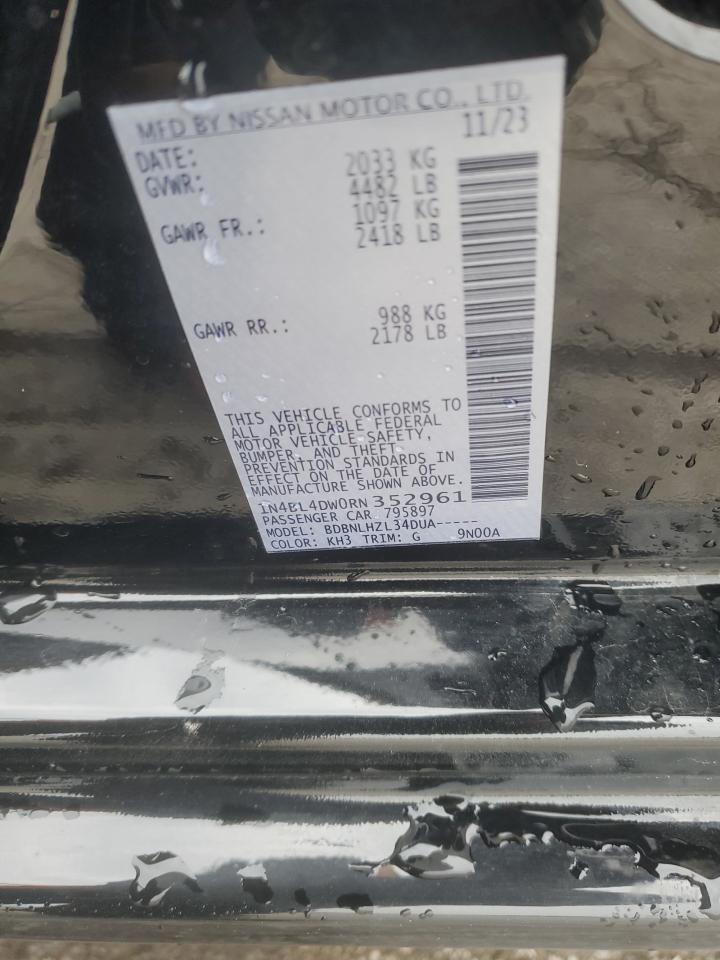 MFD BY NISSAN MOTOR CO., LTD.
DATE: 11/23
GVWR: 2033 KG
4482 LB
GAWR FR.: 1097 KG
2418 LB
GAWR RR.: 988 KG
2178 LB
THIS VEHICLE CONFORMS TO
ALL APPLICABLE FEDERAL
MOTOR VEHICLE SAFETY,
BUMPER, AND THEFT
PREVENTION STANDARDS IN
EFFECT ON THE DATE OF
MANUFACTURE SHOWN ABOVE.
1N4BL4DW0RN352961
PASSENGER CAR 795897
MODEL: BDBNLHZL34DUA-----
COLOR: KH3 TRIM: G 9N00A